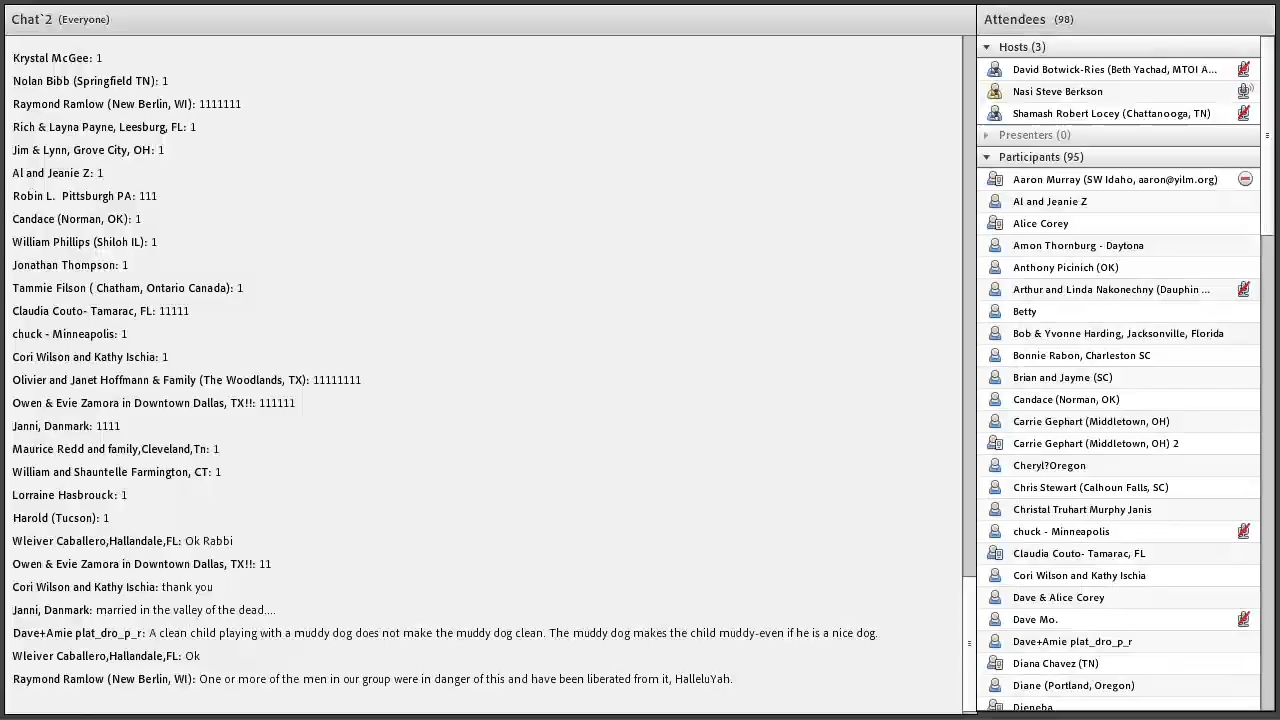 Chat`2 (Everyone)
Krystal McGee: 1
Nolan Bibb (Springfield TN): 1
Raymond Ramlow (New Berlin, WI): 1111111
Rich & Layna Payne, Leesburg, FL: 1
Jim & Lynn, Grove City, OH: 1
Al and Jeanie Z: 1
Robin L.  Pittsburgh PA: 111
Candace (Norman, OK): 1
William Phillips (Shiloh IL): 1
Jonathan Thompson: 1
Tammie Filson ( Chatham, Ontario Canada): 1
Claudia Couto- Tamarac, FL: 11111
chuck - Minneapolis: 1
Cori Wilson and Kathy Ischia: 1
Olivier and Janet Hoffmann & Family (The Woodlands, TX): 11111111
Owen & Evie Zamora in Downtown Dallas, TX!!: 111111
Janni, Danmark: 1111
Maurice Redd and family,Cleveland,Tn: 1
William and Shauntelle Farmington, CT: 1
Lorraine Hasbrouck: 1
Harold (Tucson): 1
Wleiver Caballero,Hallandale,FL: Ok Rabbi
Owen & Evie Zamora in Downtown Dallas, TX!!: 11
Cori Wilson and Kathy Ischia: thank you
Janni, Danmark: married in the valley of the dead....
Dave+Amie plat_dro_p_r: A clean child playing with a muddy dog does not make the muddy dog clean. The muddy dog makes the child muddy-even if he is a nice dog.
Wleiver Caballero,Hallandale,FL: Ok
Raymond Ramlow (New Berlin, WI): One or more of the men in our group were in danger of this and have been liberated from it, HalleluYah.
Attendees (98)
Hosts (3)
David Botwick-Ries (Beth Yachad, MTOI A...
Nasi Steve Berkson
Shamash Robert Locey (Chattanooga, TN)
Presenters (0)
Participants (95)
Aaron Murray (SW Idaho, aaron@yilm.org)
Al and Jeanie Z
Alice Corey
Amon Thornburg - Daytona
Anthony Picinich (OK)
Arthur and Linda Nakonechny (Dauphin ...
Betty
Bob & Yvonne Harding, Jacksonville, Florida
Bonnie Rabon, Charleston SC
Brian and Jayme (SC)
Candace (Norman, OK)
Carrie Gephart (Middletown, OH)
Carrie Gephart (Middletown, OH) 2
Cheryl?Oregon
Chris Stewart (Calhoun Falls, SC)
Christal Truhart Murphy Janis
chuck - Minneapolis
Claudia Couto- Tamarac, FL
Cori Wilson and Kathy Ischia
Dave & Alice Corey
Dave Mo.
Dave+Amie plat_dro_p_r
Diana Chavez (TN)
Diane (Portland, Oregon)
Dieneba